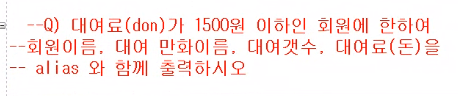 --Q) 대여료(don)가 1500원 이하인 회원에 한하여
--회원이름, 대여 만화이름, 대여갯수, 대여료(돈)을
-- alias 와 함께 출력하시오